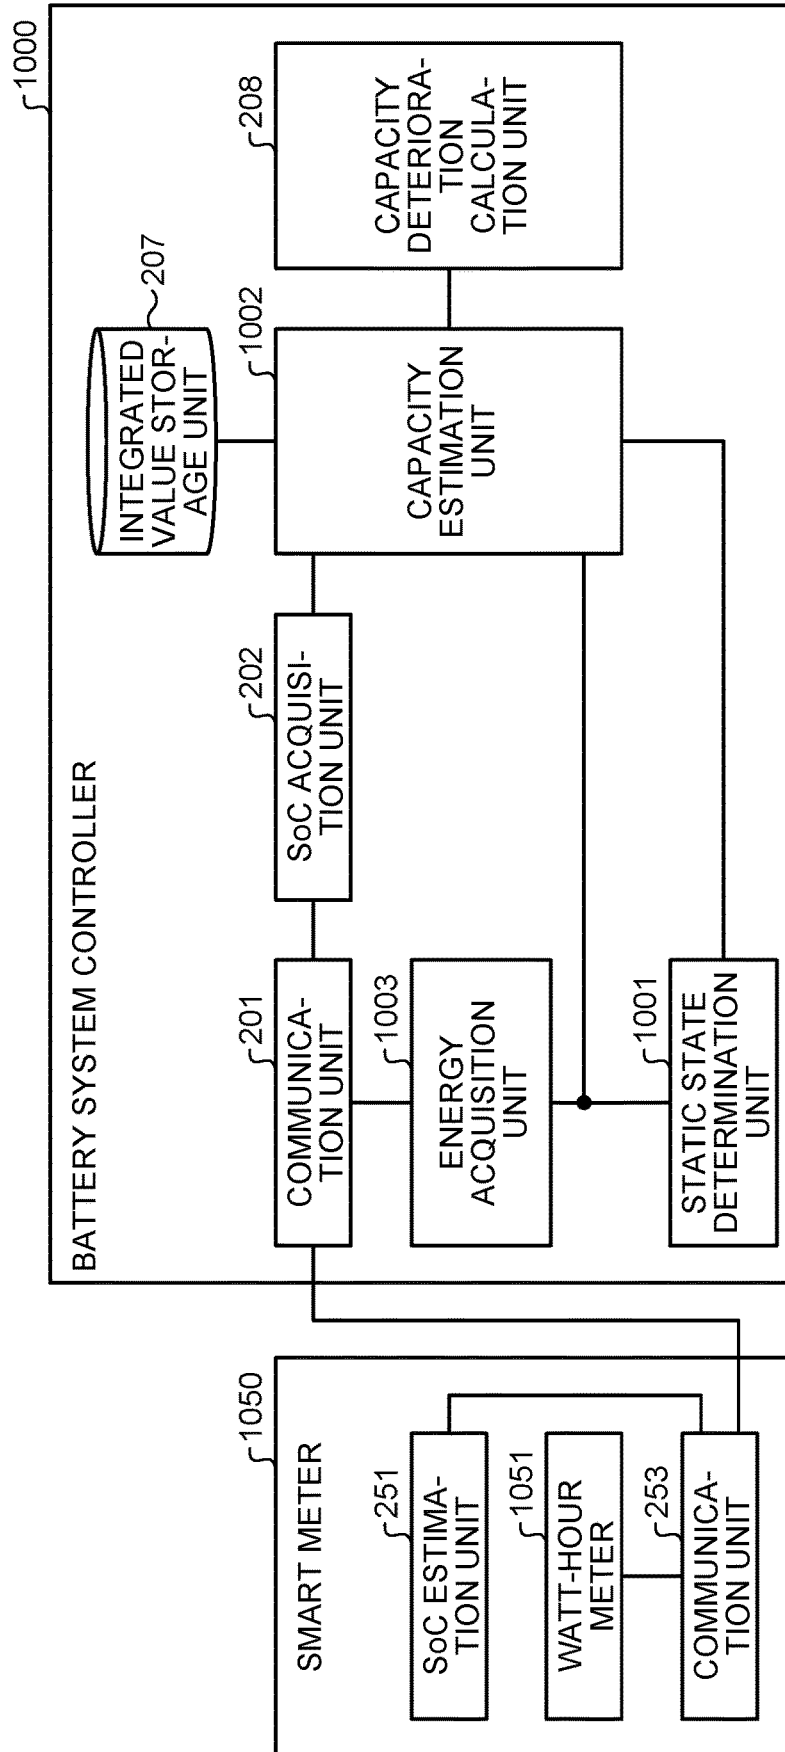 1000
BATTERY SYSTEM CONTROLLER
207
INTEGRATED
VALUE STOR-
AGE UNIT
201
COMMUNICA-
TION UNIT
202
SoC ACQUISI-
TION UNIT
1002
CAPACITY
ESTIMATION
UNIT
208
CAPACITY
DETERIORA-
TION
CALCULA-
TION UNIT
1003
ENERGY
ACQUISITION
UNIT
1001
STATIC STATE
DETERMINATION
UNIT
1050
SMART METER
251
SoC ESTIMA-
TION UNIT
1051
WATT-HOUR
METER
253
COMMUNICA-
TION UNIT